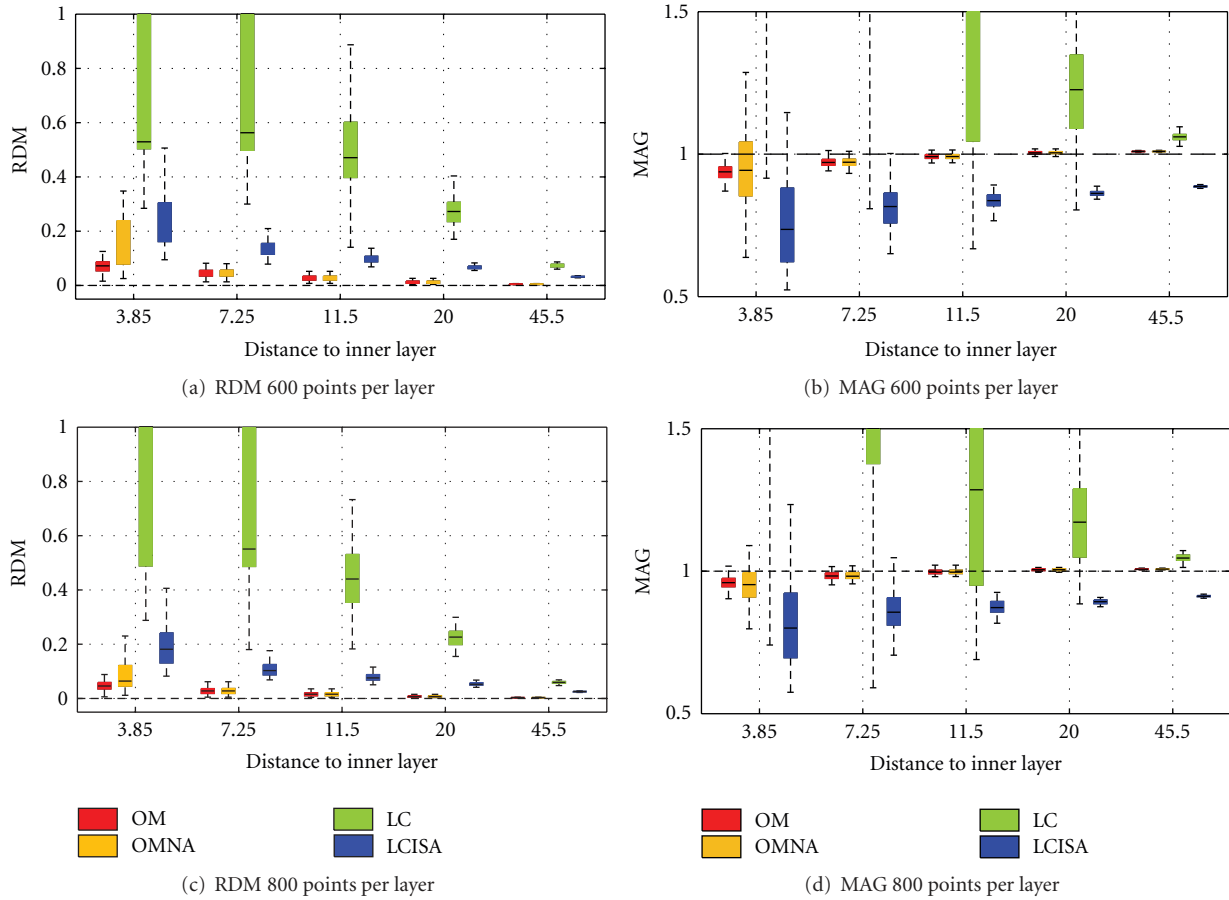 1
0.8
0.6
0.4
0.2
0
RDM
3.85 7.25 11.5 20 45.5
Distance to inner layer
(a) RDM 600 points per layer
1.5
1
0.5
MAG
3.85 7.25 11.5 20 45.5
Distance to inner layer
(b) MAG 600 points per layer
1
0.8
0.6
0.4
0.2
0
RDM
3.85 7.25 11.5 20 45.5
Distance to inner layer
OM
OMNA
LC
LCISA
(c) RDM 800 points per layer
1.5
1
0.5
MAG
3.85 7.25 11.5 20 45.5
Distance to inner layer
OM
OMNA
LC
LCISA
(d) MAG 800 points per layer